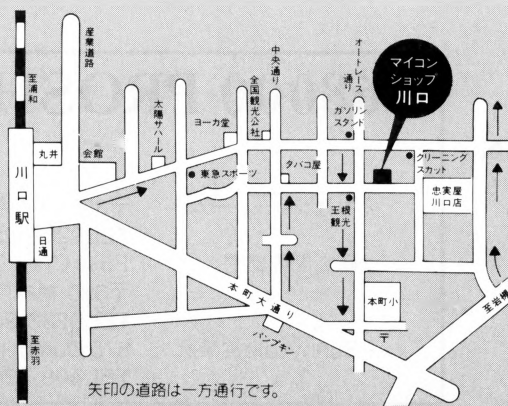 産業道路
中央通り
オートレース通り
マイコン
ショップ
川口
至浦和
太陽サハール
ヨーカ堂
全国観光公社
ガソリン
スタンド
丸井
会館
タバコ屋
クリーニング
スカット
川口駅
東急スポーツ
忠実屋
川口店
玉根
観光
日通
本町大通り
本町小
至岩槻
〒
パンプキン
至赤羽
矢印の道路は一方通行です。